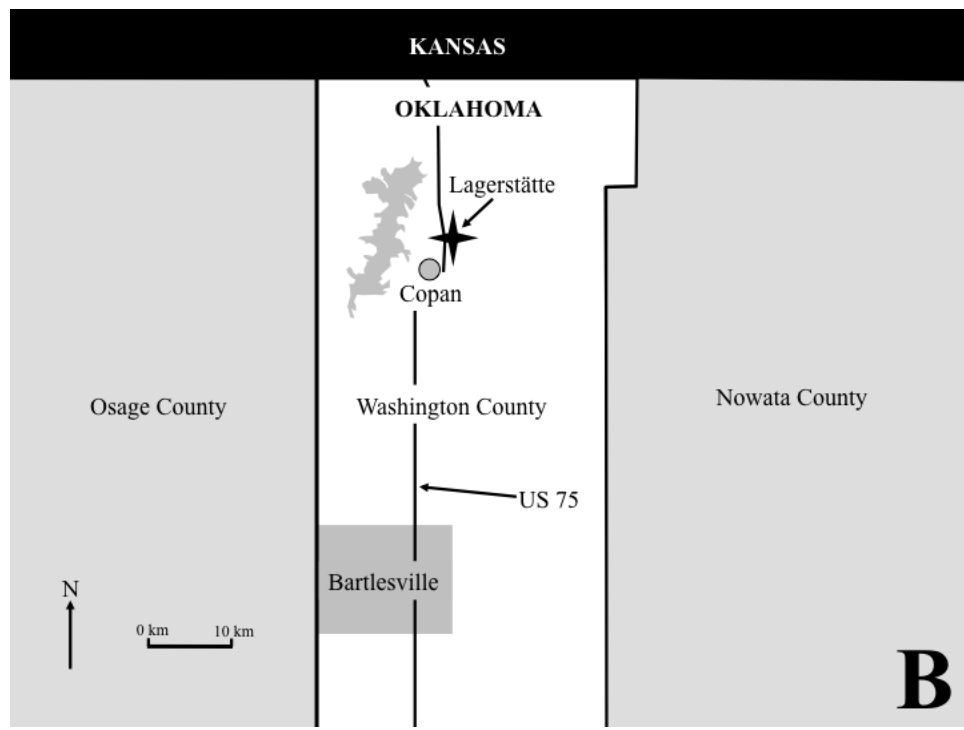 KANSAS
OKLAHOMA
Lagerstätte
Copan
Osage County
Washington County
Nowata County
US 75
Bartlesville
N
0 km
10 km
B